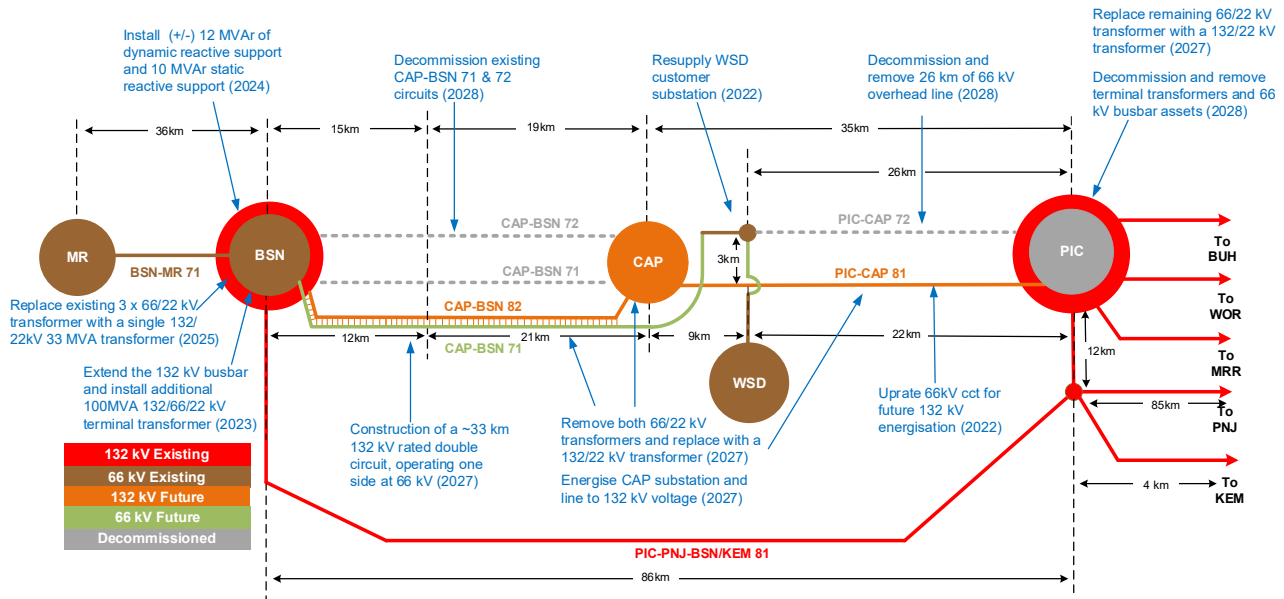 Install  (+/-) 12 MVAr of
dynamic reactive support
and 10 MVAr static
reactive support (2024)
Decommission existing
CAP-BSN 71 & 72
circuits (2028)
Resupply WSD
customer
substation (2022)
Decommission and
remove 26 km of 66 kV
overhead line (2028)
Replace remaining 66/22 kV
transformer with a 132/22 kV
transformer (2027)
Decommission and remove
terminal transformers and 66
kV busbar assets (2028)
36km
15km
19km
35km
26km
MR
BSN-MR 71
BSN
CAP-BSN 72
CAP-BSN 71
CAP
PIC-CAP 72
3km
PIC-CAP 81
PIC
To
BUH
To
WOR
To
MRR
To
PNJ
To
KEM
CAP-BSN 82
CAP-BSN 71
12km
21km
9km
22km
12km
85km
4 km
WSD
Replace existing 3 x 66/22 kV
transformer with a single 132/
22kV 33 MVA transformer (2025)
Extend the 132 kV busbar
and install additional
100MVA 132/66/22 kV
terminal transformer (2023)
Construction of a ~33 km
132 kV rated double
circuit, operating one
side at 66 kV (2027)
Remove both 66/22 kV
transformers and replace with a
132/22 kV transformer (2027)
Energise CAP substation and
line to 132 kV voltage (2027)
Uprate 66kV cct for
future 132 kV
energisation (2022)
132 kV Existing
66 kV Existing
132 kV Future
66 kV Future
Decommissioned
PIC-PNJ-BSN/KEM 81
86km